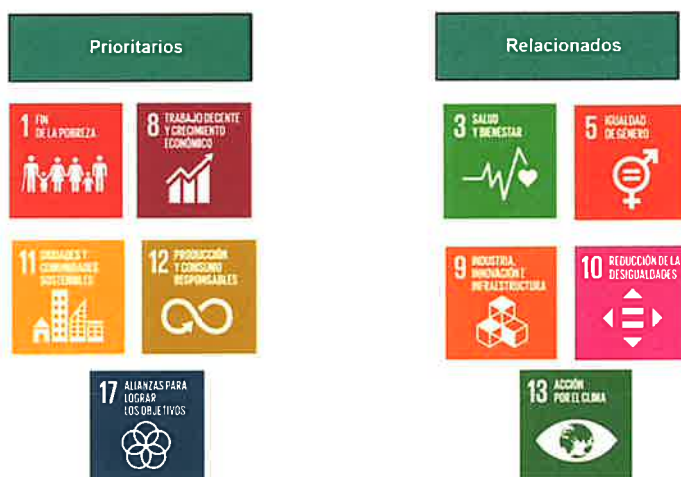 Prioritarios
1 FIN
DE LA POBREZA
8 TRABAJO DECENTE
Y CRECIMIENTO
ECONÓMICO
11 CIUDADES Y
COMUNIDADES
SOSTENIBLES
12 PRODUCCIÓN
Y CONSUMO
RESPONSABLES
17 ALIANZAS PARA
LOGRAR
LOS OBJETIVOS
Relacionados
3 SALUD
Y BIENESTAR
5 IGUALDAD
DE GÉNERO
9 INDUSTRIA,
INNOVACIÓN E
INFRAESTRUCTURA
10 REDUCCIÓN DE LA
DESIGUALDADES
13 ACCIÓN
POR EL CLIMA